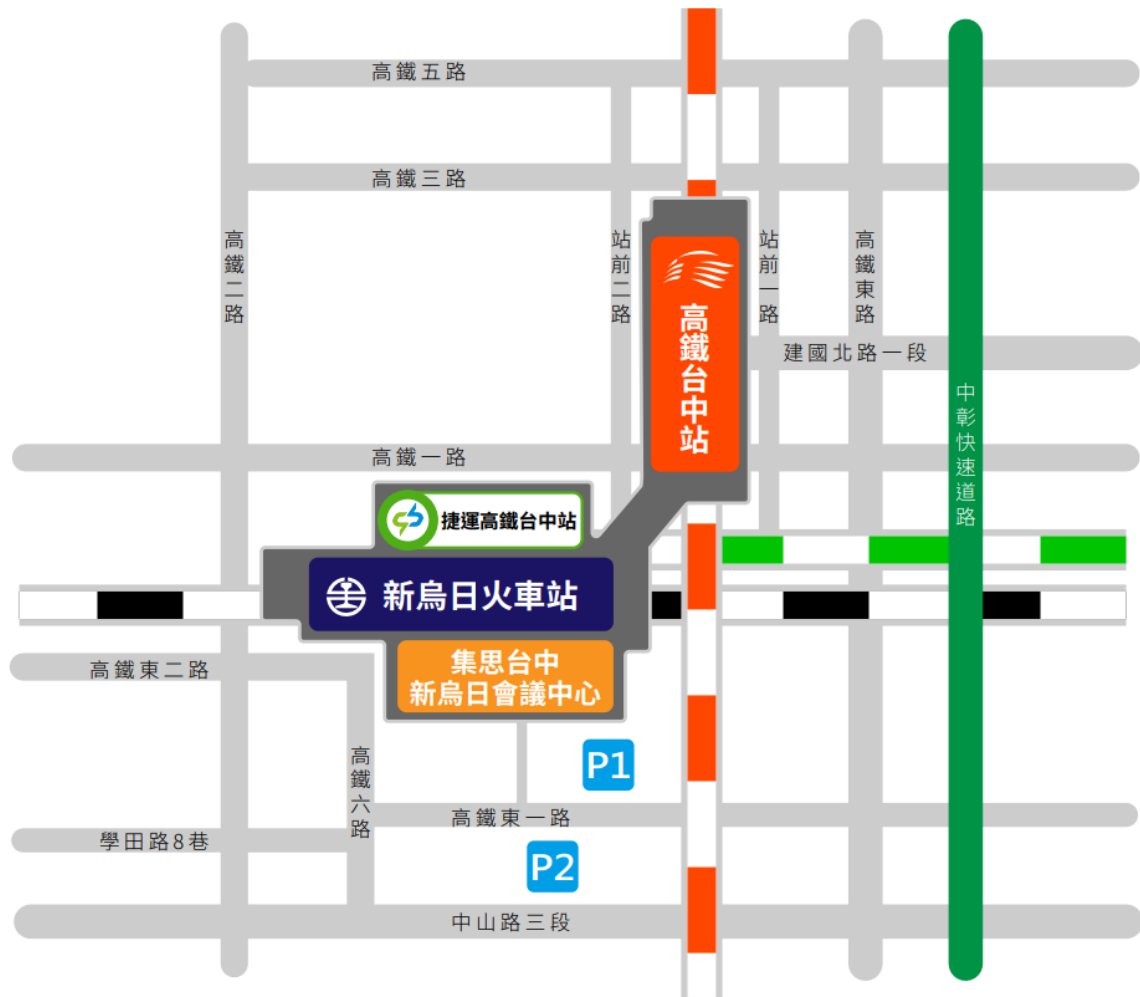 高鐵五路
高鐵三路
高鐵二路
站前二路
站前一路
高鐵東路
高鐵台中站
建國北路一段
中彰快速道路
高鐵一路
捷運高鐵台中站
新烏日火車站
集思台中
新烏日會議中心
高鐵東二路
高鐵六路
P1
高鐵東一路
學田路8巷
P2
中山路三段